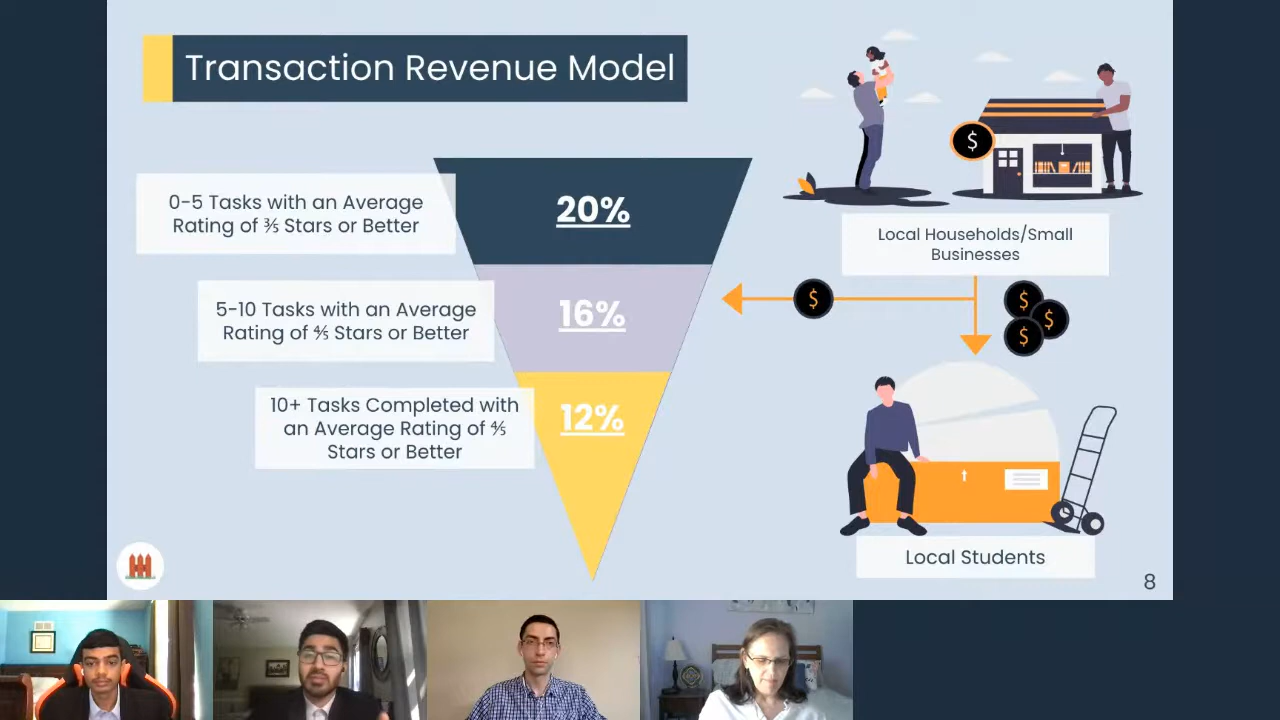 Transaction Revenue Model
0-5 Tasks with an Average
Rating of ⅗ Stars or Better
20%
5-10 Tasks with an Average
Rating of ⅘ Stars or Better
16%
10+ Tasks Completed with
an Average Rating of ⅘
Stars or Better
12%
$
Local Households/Small
Businesses
$
$
$
$
Local Students
8